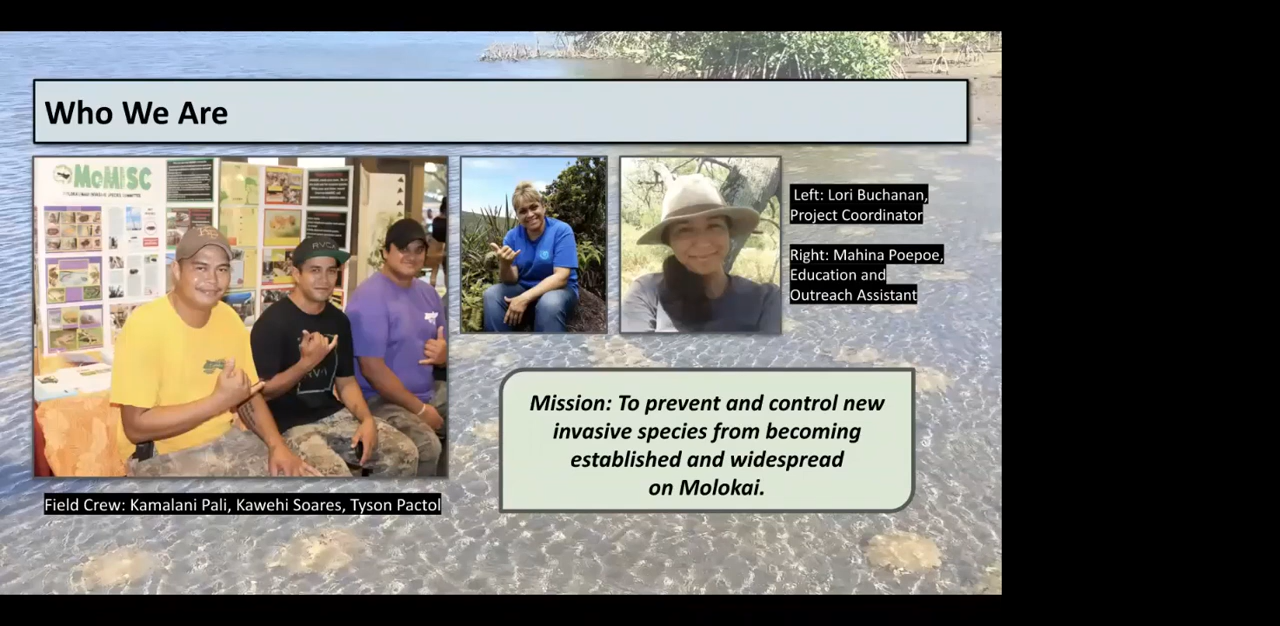 Who We Are
MoMISC
RVCA
Left: Lori Buchanan,
Project Coordinator
Right: Mahina Poepoe,
Education and
Outreach Assistant
Mission: To prevent and control new
invasive species from becoming
established and widespread
on Molokai.
Field Crew: Kamalani Pali, Kawehi Soares, Tyson Pactol